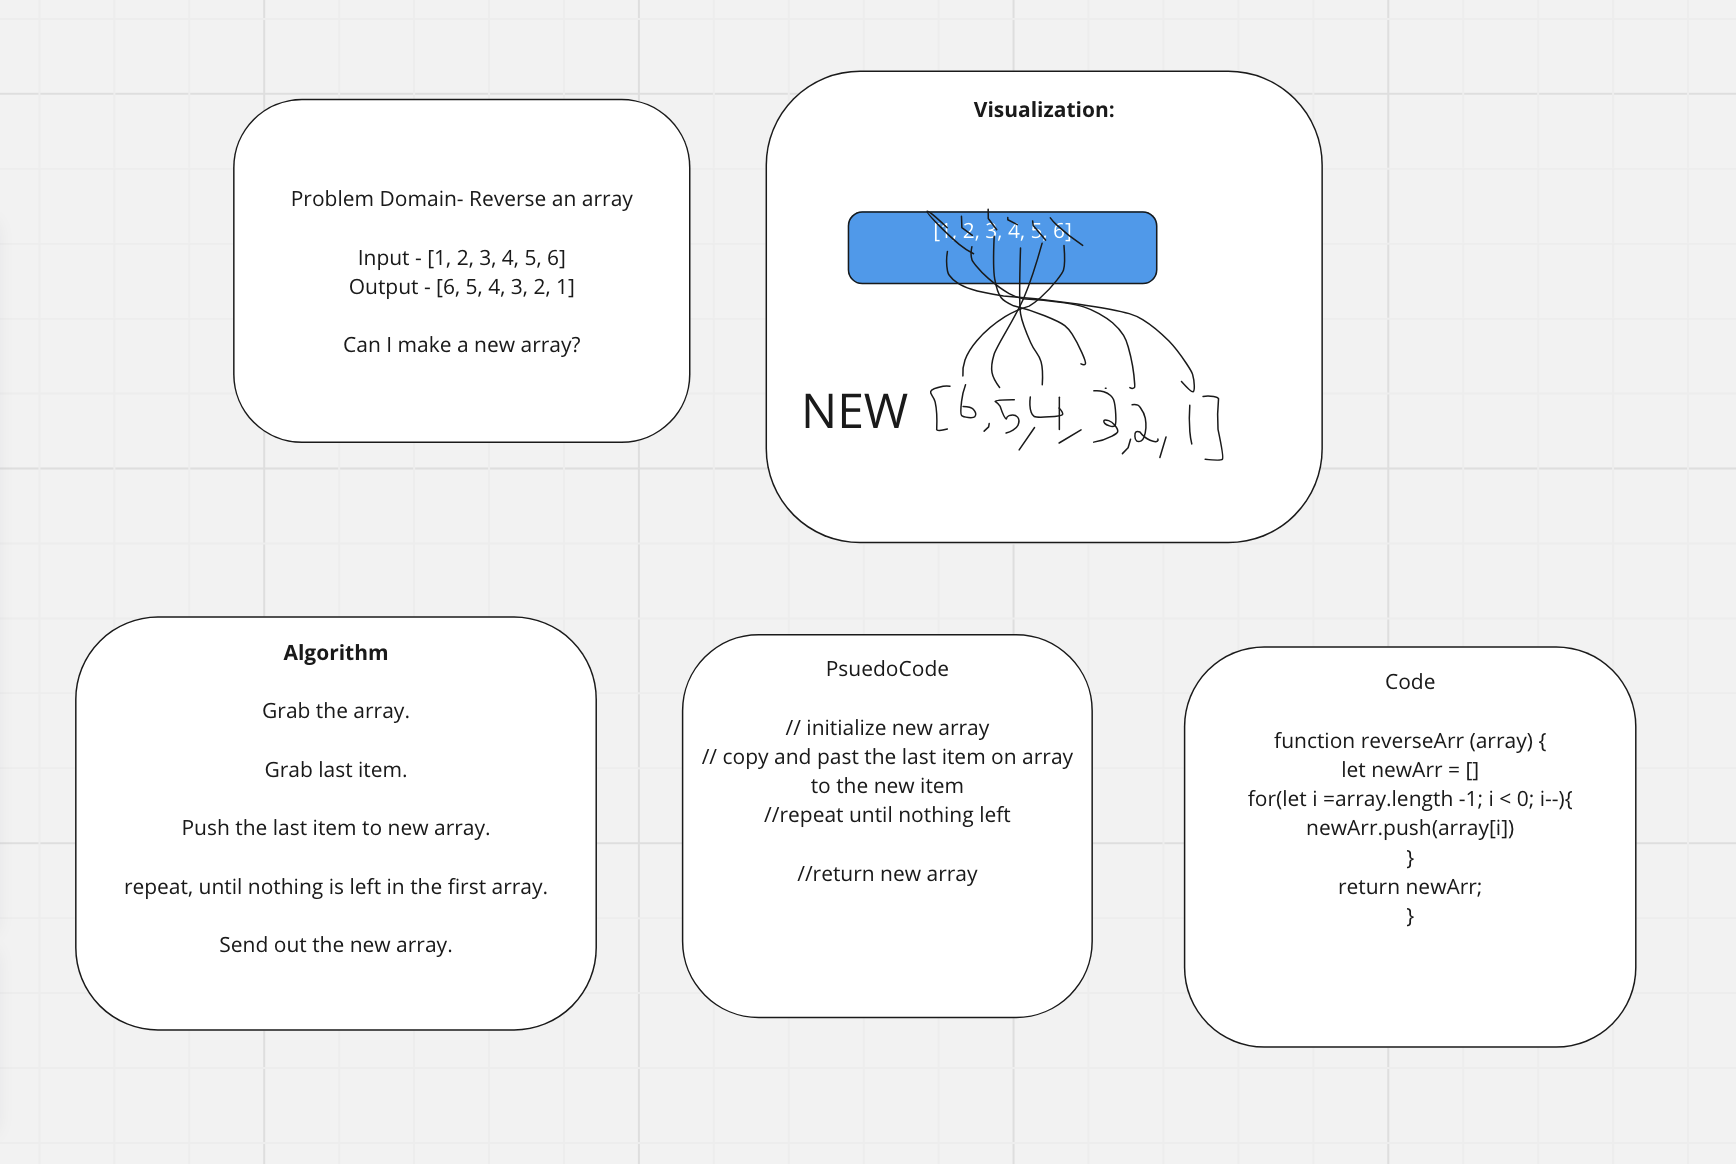 Problem Domain- Reverse an array
Input - [1, 2, 3, 4, 5, 6]
Output - [6, 5, 4, 3, 2, 1]
Can I make a new array?
Visualization:
[1, 2, 3, 4, 5, 6]
NEW [6, 5, 4, 3, 2, 1]
Algorithm
Grab the array.
Grab last item.
Push the last item to new array.
repeat, until nothing is left in the first array.
Send out the new array.
PsuedoCode
// initialize new array
// copy and past the last item on array
to the new item
//repeat until nothing left
//return new array
Code
function reverseArr (array) {
let newArr = []
for(let i =array.length -1; i < 0; i--){
newArr.push(array[i])
}
return newArr;
}